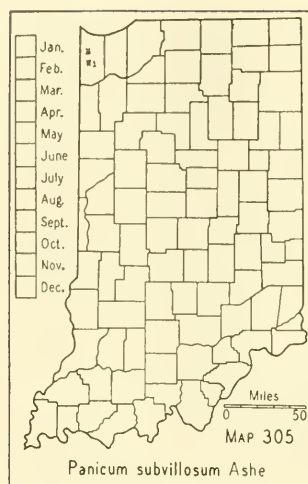 Jan.
Feb.
Mar.
Apr.
May
June
July
Aug.
Sept.
Oct.
Nov.
Dec.
Miles
0 50
MAP 305
Panicum subvillosum Ashe